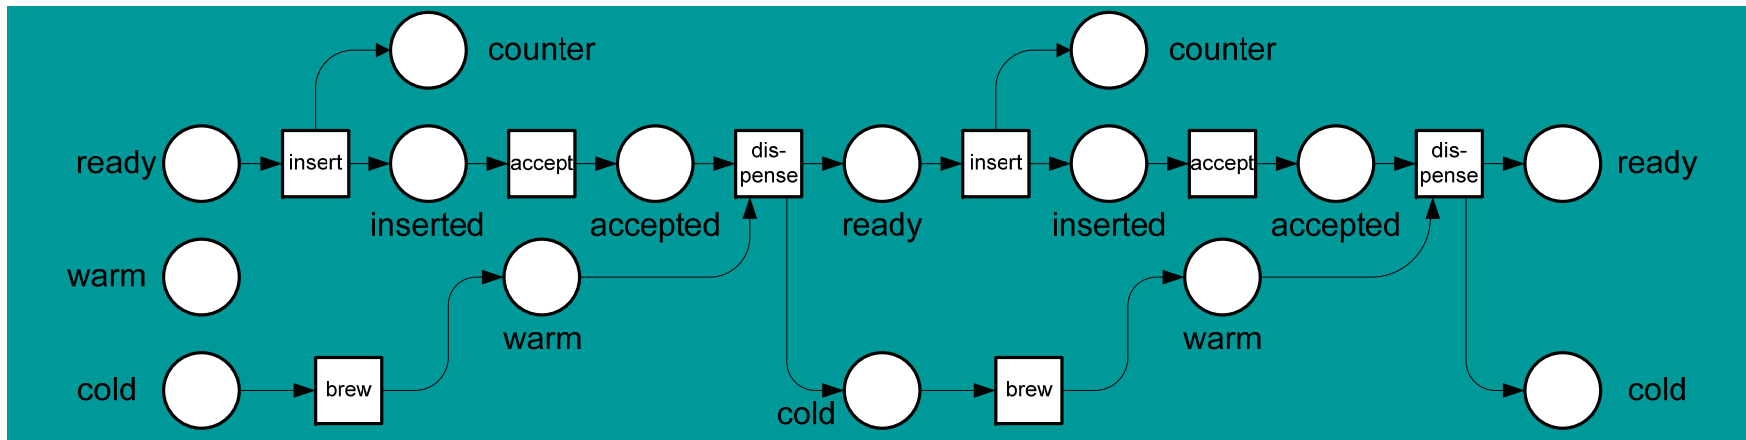 counter
counter
ready
insert
accept
dis-
pense
insert
accept
dis-
pense
ready
inserted
accepted
ready
inserted
accepted
warm
warm
warm
cold
brew
cold
brew
cold